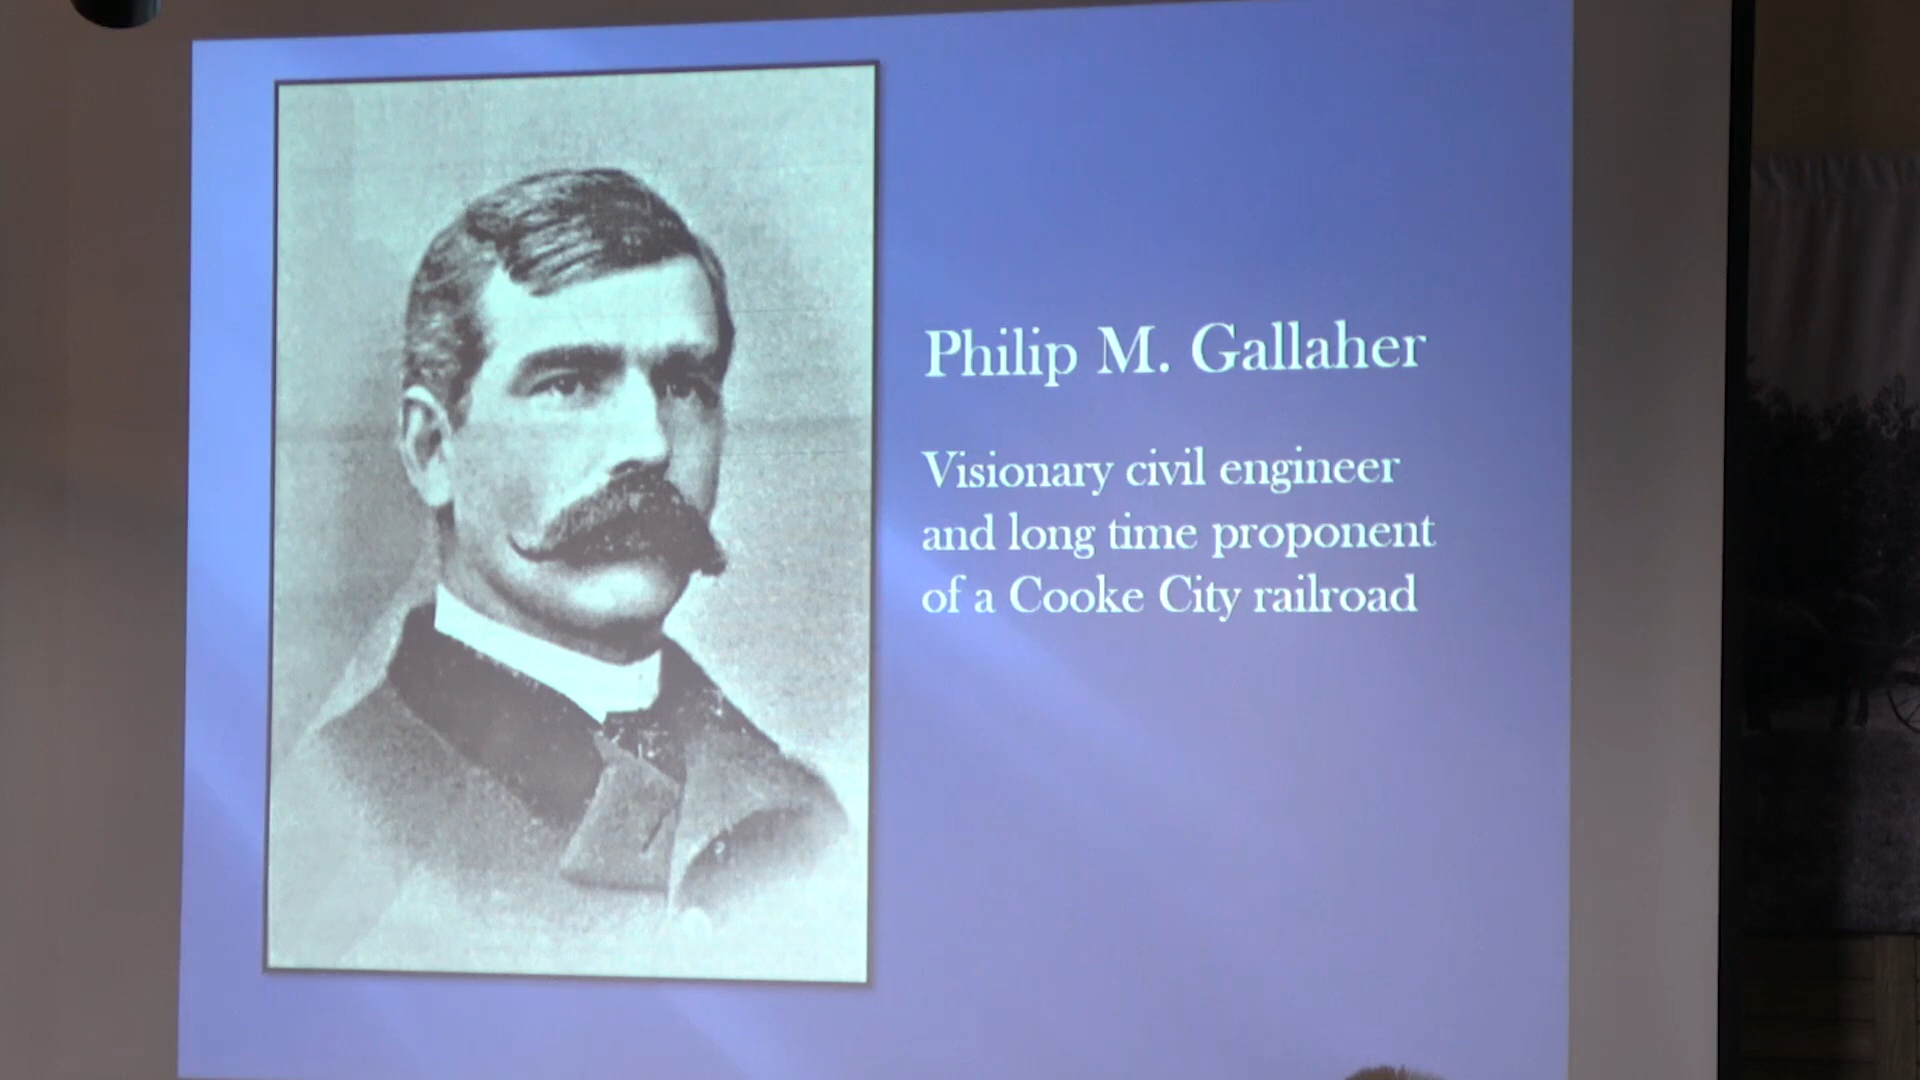 Philip M. Gallaher
Visionary civil engineer
and long time proponent
of a Cooke City railroad